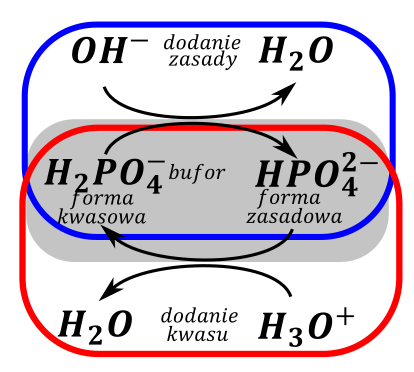 OH⁻ dodanie zasady H₂O
H₂PO₄⁻ bufor HPO₄²⁻
forma kwasowa forma zasadowa
H₂O dodanie kwasu H₃O⁺